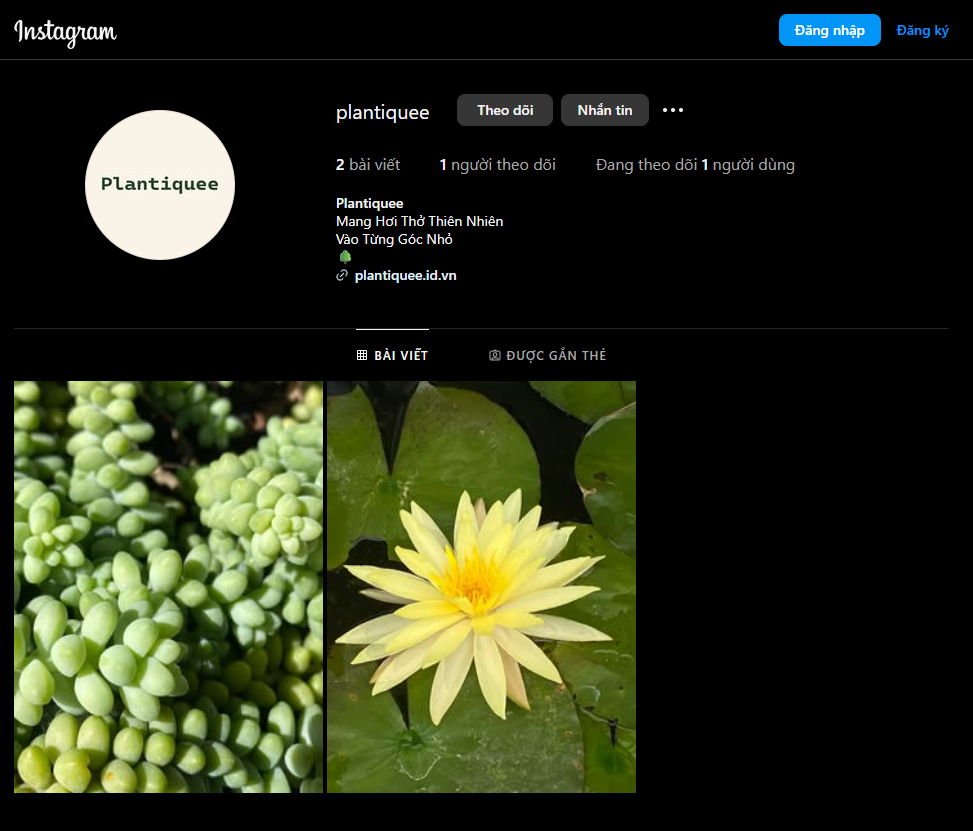 Instagram
Đăng nhập
Đăng ký
plantiquee
Theo dõi
Nhắn tin
2 bài viết
1 người theo dõi
Đang theo dõi 1 người dùng
Plantiquee
Plantiquee
Mang Hơi Thở Thiên Nhiên
Vào Từng Góc Nhỏ
plantiquee.id.vn
BÀI VIẾT
ĐƯỢC GẮN THẺ